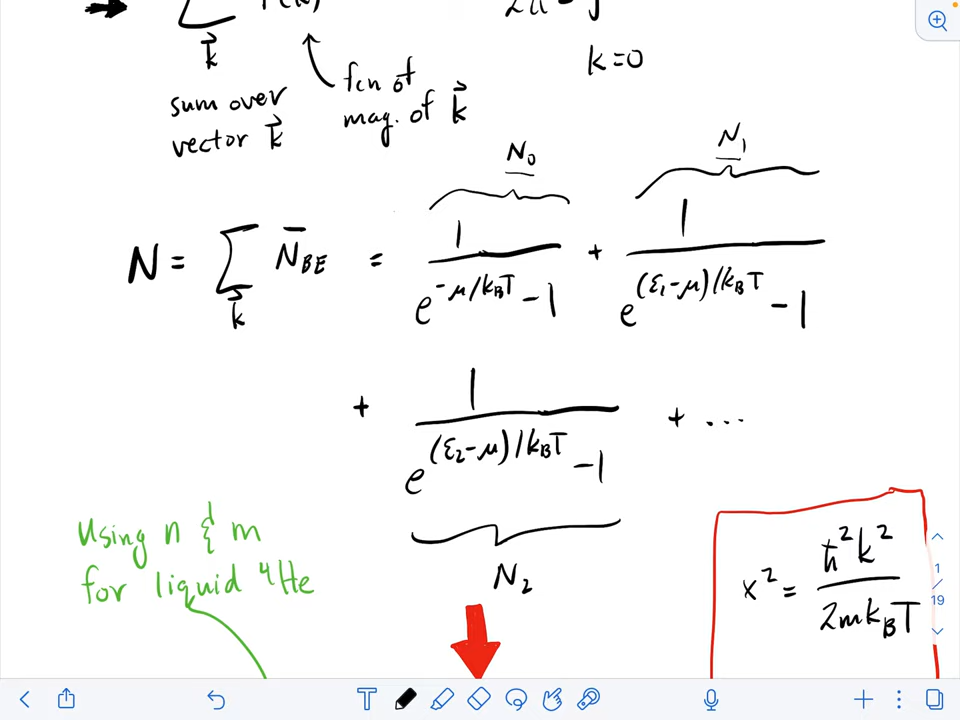 2π
k⃗
k=0
sum over
vector k⃗
fcn of
mag. of k⃗
N₀
N₁
N = ∑ₖ⃗ N̄_BE = 1/(e^(-μ/k_BT) - 1) + 1/(e^((ε₁-μ)/k_BT) - 1)
+ 1/(e^((ε₂-μ)/k_BT) - 1) + ...
N₂
Using n & m
for liquid ⁴He
x² = ħ²k²/2mk_BT
1
/
19
T